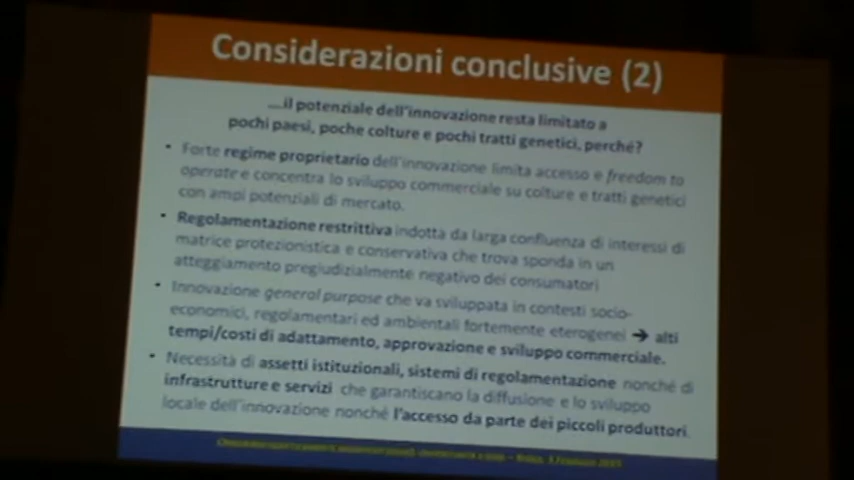 Considerazioni conclusive (2)
....il potenziale dell'innovazione resta limitato a
pochi paesi, poche colture e pochi tratti genetici, perché?
• Forte regime proprietario dell'innovazione limita accesso e freedom to
operate e concentra lo sviluppo commerciale su colture e tratti genetici
con ampi potenziali di mercato.
• Regolamentazione restrittiva indotta da larga confluenza di interessi di
matrice protezionistica e conservativa che trova sponda in un
atteggiamento pregiudizialmente negativo dei consumatori
• Innovazione general purpose che va sviluppata in contesti socio-
economici, regolamentari ed ambientali fortemente eterogenei → alti
tempi/costi di adattamento, approvazione e sviluppo commerciale.
• Necessità di assetti istituzionali, sistemi di regolamentazione nonché di
infrastrutture e servizi che garantiscano la diffusione e lo sviluppo
locale dell'innovazione nonché l'accesso da parte dei piccoli produttori.